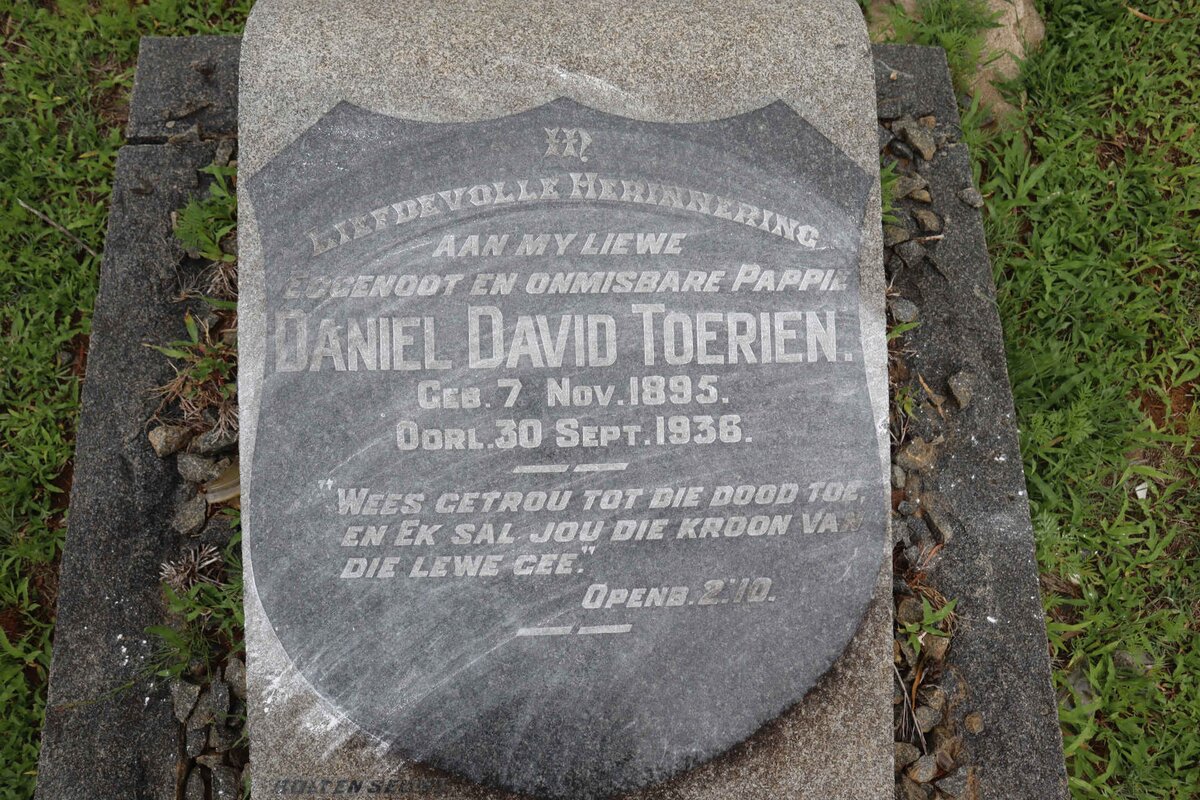 In
Liefdevolle Herinnering
AAN MY LIEWE
EGGENOOT EN ONMISBARE PAPPIE
DANIEL DAVID TOERIEN.
GEB. 7 NOV. 1895.
OORL. 30 SEPT. 1936.
"WEES GETROU TOT DIE DOOD TOE,
EN EK SAL JOU DIE KROON VAN
DIE LEWE GEE."
OPENB. 2:10.